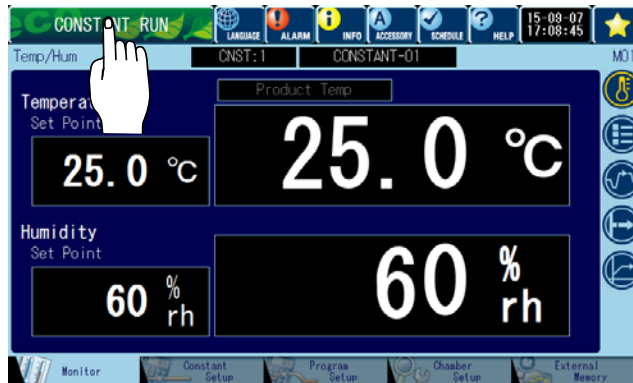 eco CONSTANT RUN
LANGUAGE ALARM INFO ACCESSORY SCHEDULE HELP
15-09-07
17:08:45
Temp/Hum CNST:1 CONSTANT-01 MO1
Product Temp
Set Point
25.0 °C
25.0 °C
Humidity
Set Point
60 % rh
60 % rh
Monitor
Constant Setup
Program Setup
Chamber Setup
External Memory